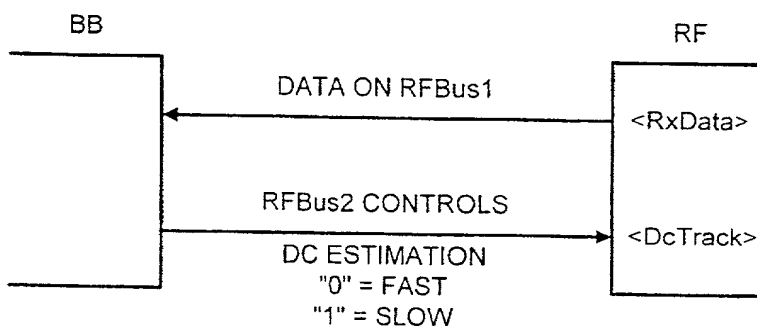 BB
RF
DATA ON RFBus1
<RxData>
RFBus2 CONTROLS
<DcTrack>
DC ESTIMATION
"0" = FAST
"1" = SLOW